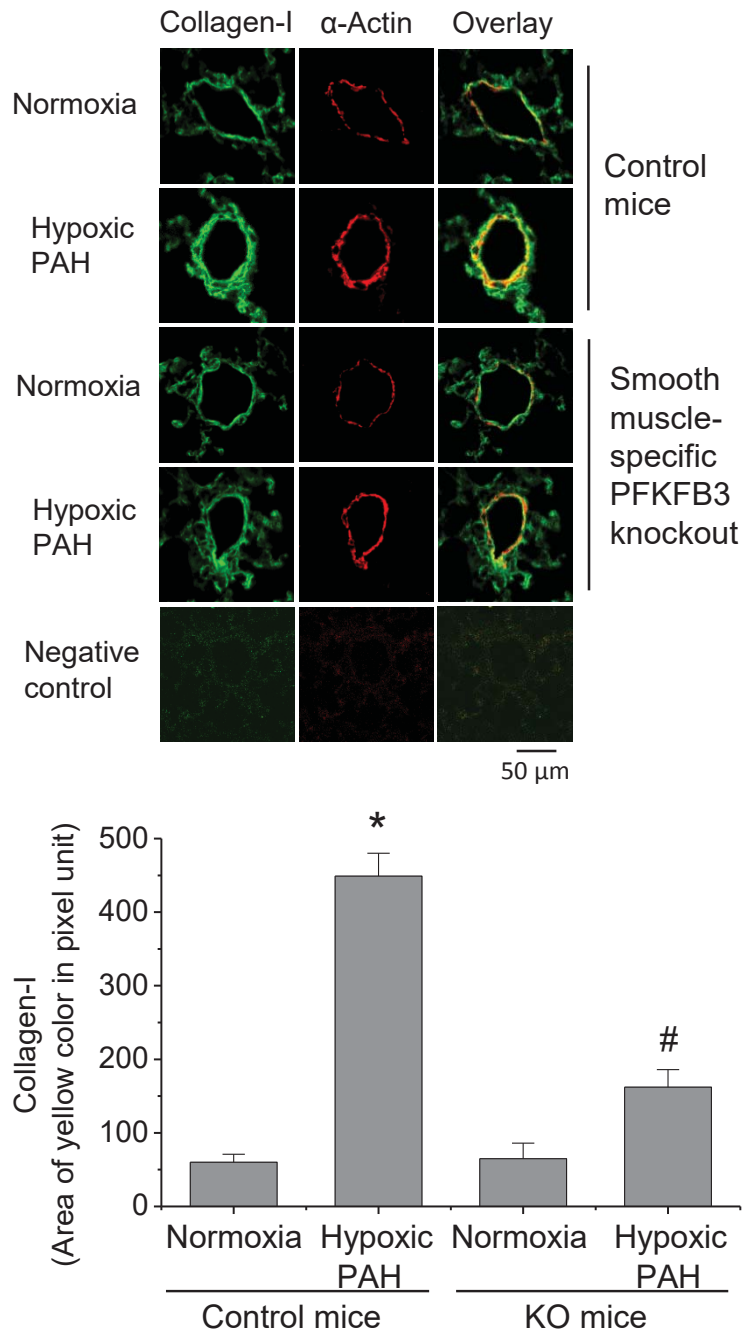 Collagen-I α-Actin Overlay
Normoxia
Hypoxic
PAH
Control
mice
Normoxia
Hypoxic
PAH
Smooth
muscle-
specific
PFKFB3
knockout
Negative
control
50 µm
Collagen-I
(Area of yellow color in pixel unit)
500
400
300
200
100
0
*
#
Normoxia Hypoxic Normoxia Hypoxic
PAH PAH
Control mice KO mice